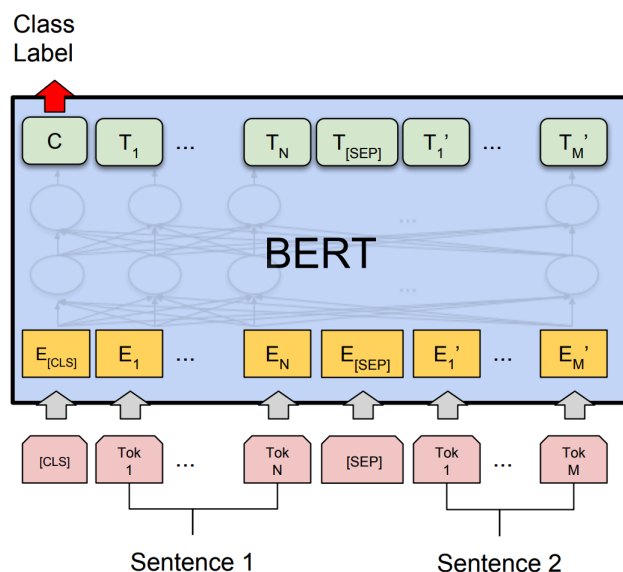 Class
Label
C T1 ... TN T[SEP] T1’ ... TM’
...
BERT
...
E[CLS] E1 ... EN E[SEP] E1’ ... EM’
[CLS] Tok 1 ... Tok N [SEP] Tok 1 ... Tok M
Sentence 1 Sentence 2